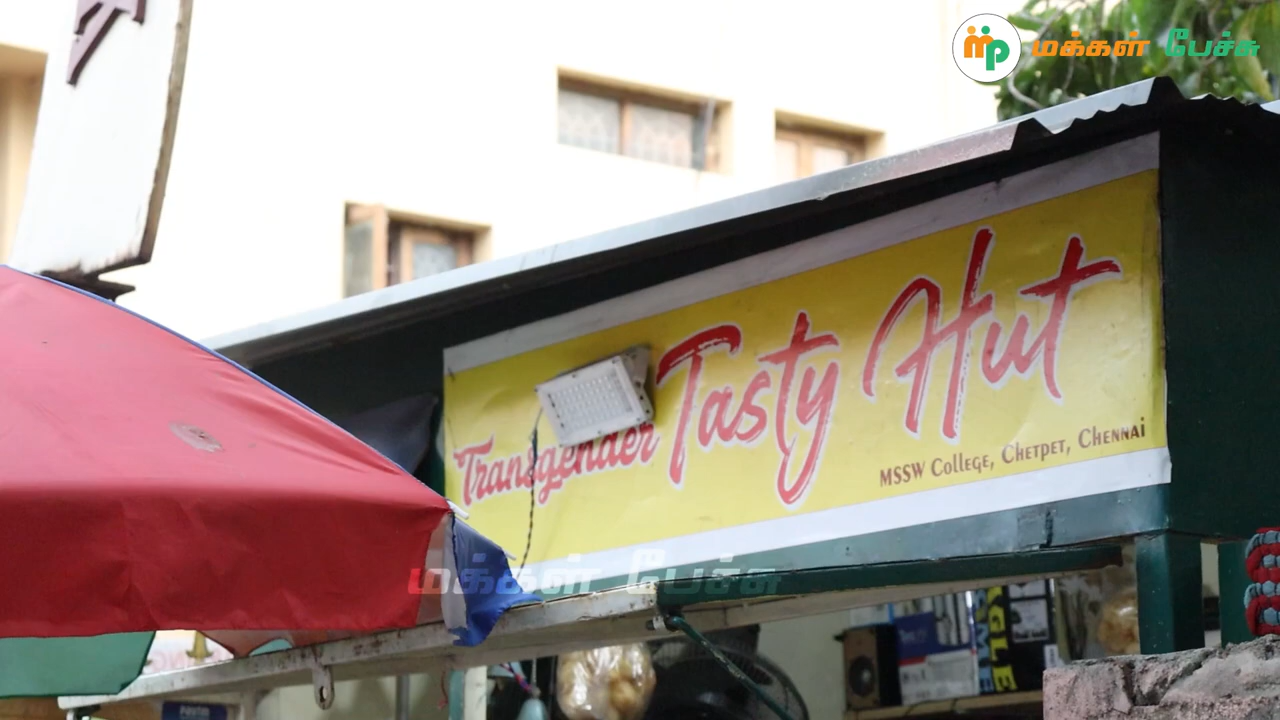 மக்கள் பேச்சு
Transgender Tasty Hut
MSSW College, Chetpet, Chennai
மக்கள் பேச்சு